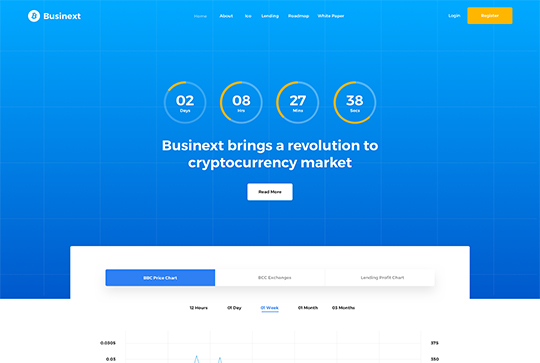 Businext
Home About Ico Lending Roadmap White Paper
Login Register
02 08 27 38
Days Hrs Mins Secs
Businext brings a revolution to
cryptocurrency market
Read More
BBC Price Chart BCC Exchanges Lending Profit Chart
12 Hours 01 Day 01 Week 01 Month 03 Months
0.0305 375
0.03 350